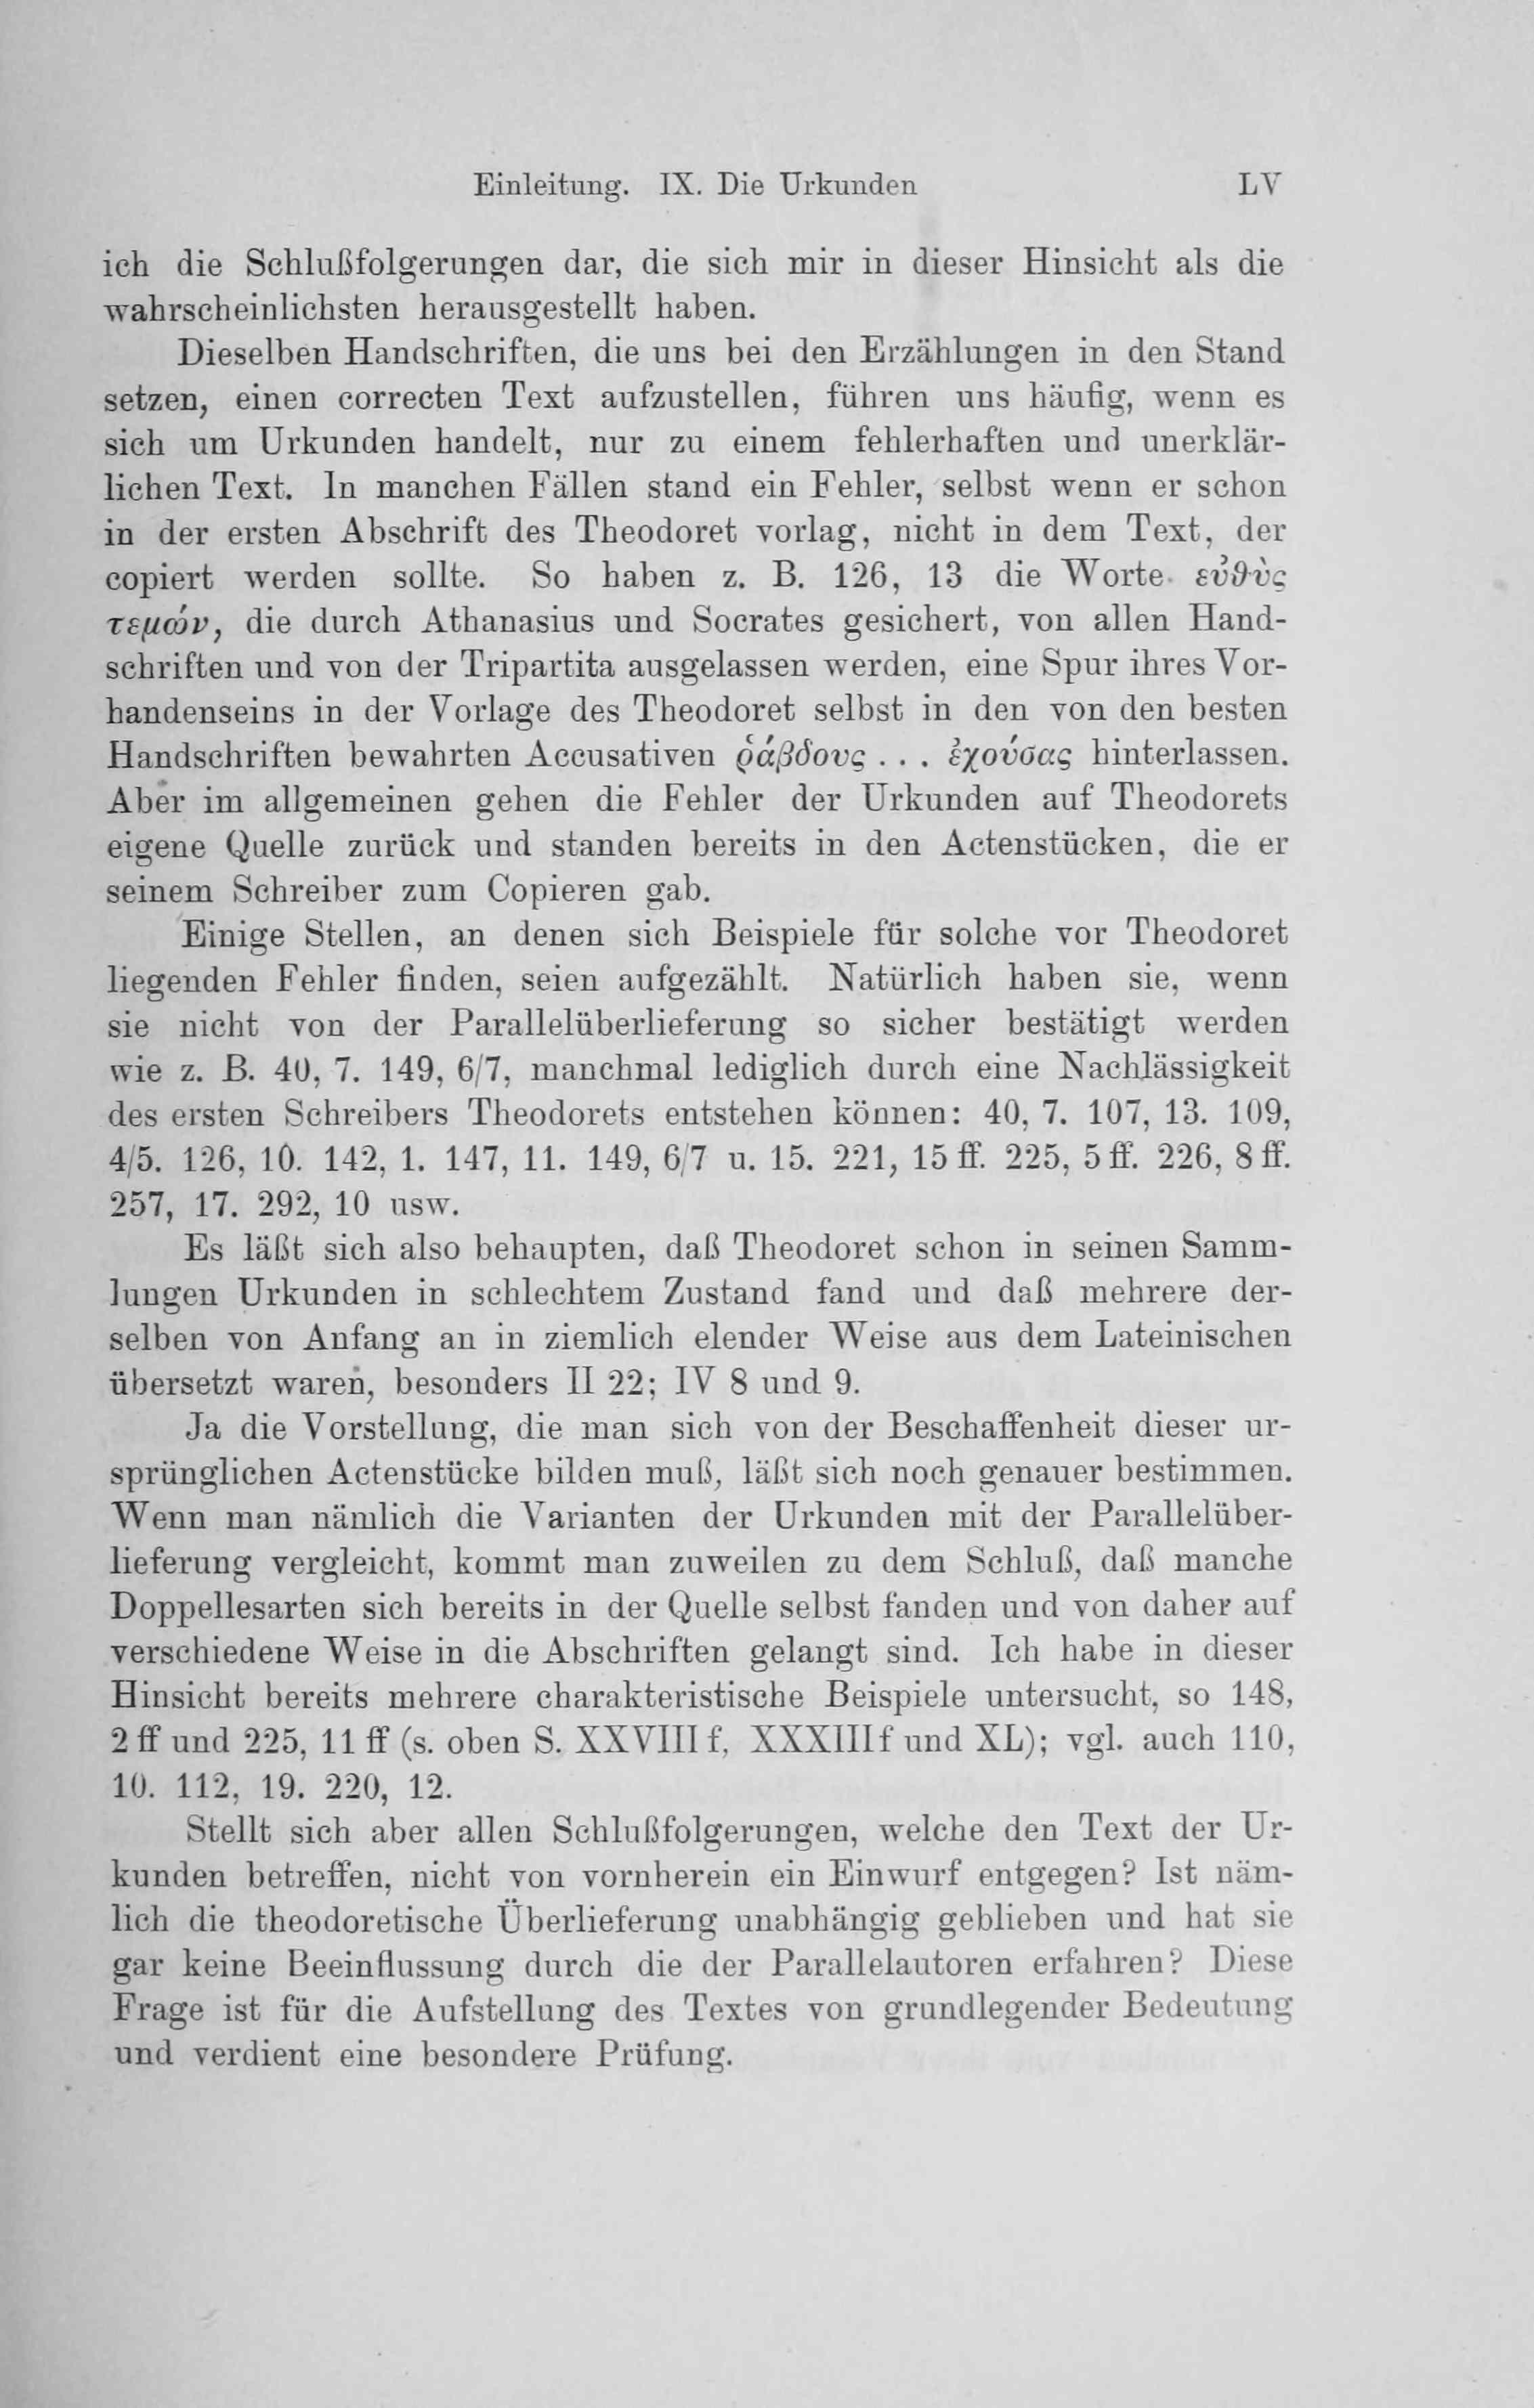 Einleitung. IX. Die Urkunden LV
ich die Schlußfolgerungen dar, die sich mir in dieser Hinsicht als die
wahrscheinlichsten herausgestellt haben.
Dieselben Handschriften, die uns bei den Erzählungen in den Stand
setzen, einen correcten Text aufzustellen, führen uns häufig, wenn es
sich um Urkunden handelt, nur zu einem fehlerhaften und unerklär-
lichen Text. In manchen Fällen stand ein Fehler, selbst wenn er schon
in der ersten Abschrift des Theodoret vorlag, nicht in dem Text, der
copiert werden sollte. So haben z. B. 126, 13 die Worte εὐθὺς
τεμών, die durch Athanasius und Socrates gesichert, von allen Hand-
schriften und von der Tripartita ausgelassen werden, eine Spur ihres Vor-
handenseins in der Vorlage des Theodoret selbst in den von den besten
Handschriften bewahrten Accusativen ῥάβδους . . . ἐχούσας hinterlassen.
Aber im allgemeinen gehen die Fehler der Urkunden auf Theodorets
eigene Quelle zurück und standen bereits in den Actenstücken, die er
seinem Schreiber zum Copieren gab.
Einige Stellen, an denen sich Beispiele für solche vor Theodoret
liegenden Fehler finden, seien aufgezählt. Natürlich haben sie, wenn
sie nicht von der Parallelüberlieferung so sicher bestätigt werden
wie z. B. 40, 7. 149, 6/7, manchmal lediglich durch eine Nachlässigkeit
des ersten Schreibers Theodorets entstehen können: 40, 7. 107, 13. 109,
4/5. 126, 10. 142, 1. 147, 11. 149, 6/7 u. 15. 221, 15 ff. 225, 5 ff. 226, 8 ff.
257, 17. 292, 10 usw.
Es läßt sich also behaupten, daß Theodoret schon in seinen Samm-
lungen Urkunden in schlechtem Zustand fand und daß mehrere der-
selben von Anfang an in ziemlich elender Weise aus dem Lateinischen
übersetzt waren, besonders II 22; IV 8 und 9.
Ja die Vorstellung, die man sich von der Beschaffenheit dieser ur-
sprünglichen Actenstücke bilden muß, läßt sich noch genauer bestimmen.
Wenn man nämlich die Varianten der Urkunden mit der Parallelüber-
lieferung vergleicht, kommt man zuweilen zu dem Schluß, daß manche
Doppellesarten sich bereits in der Quelle selbst fanden und von daher auf
verschiedene Weise in die Abschriften gelangt sind. Ich habe in dieser
Hinsicht bereits mehrere charakteristische Beispiele untersucht, so 148,
2 ff und 225, 11 ff (s. oben S. XXVIII f, XXXIII f und XL); vgl. auch 110,
10. 112, 19. 220, 12.
Stellt sich aber allen Schlußfolgerungen, welche den Text der Ur-
kunden betreffen, nicht von vornherein ein Einwurf entgegen? Ist näm-
lich die theodoretische Überlieferung unabhängig geblieben und hat sie
gar keine Beeinflussung durch die der Parallelautoren erfahren? Diese
Frage ist für die Aufstellung des Textes von grundlegender Bedeutung
und verdient eine besondere Prüfung.